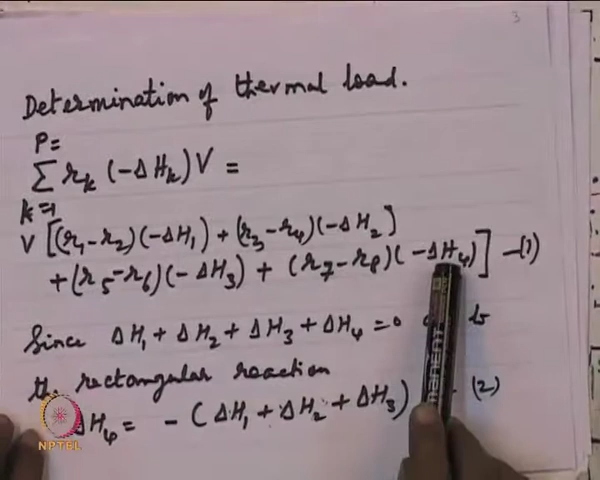 3
Determination of thermal load.
P=
Σ r_k (-ΔH_k) V =
k=1
V [(r_1-r_2)(-ΔH_1) + (r_3-r_4)(-ΔH_2]
+(r_5-r_6)(-ΔH_3) + (r_7-r_8)(-ΔH_4)] -(1)
Since ΔH_1 + ΔH_2 + ΔH_3 + ΔH_4 = 0
the rectangular reaction
ΔH_4 = - (ΔH_1 + ΔH_2 + ΔH_3) - (2)
NPTEL